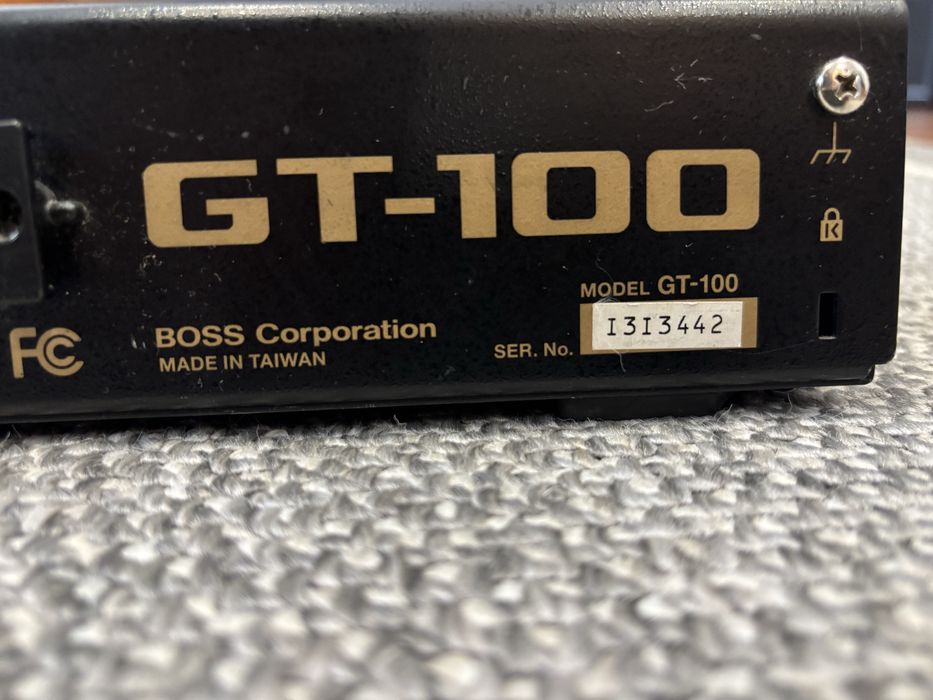 GT-100
MODEL GT-100
SER. No. I3I3442
FC
BOSS Corporation
MADE IN TAIWAN
K